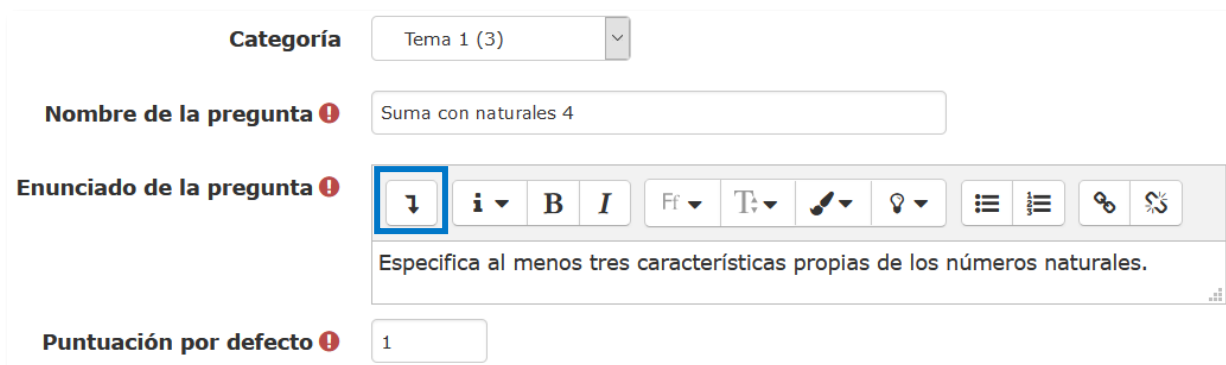 Categoría Tema 1 (3)
Nombre de la pregunta Suma con naturales 4
Enunciado de la pregunta
i B I Ff T
Especifica al menos tres características propias de los números naturales.
Puntuación por defecto 1